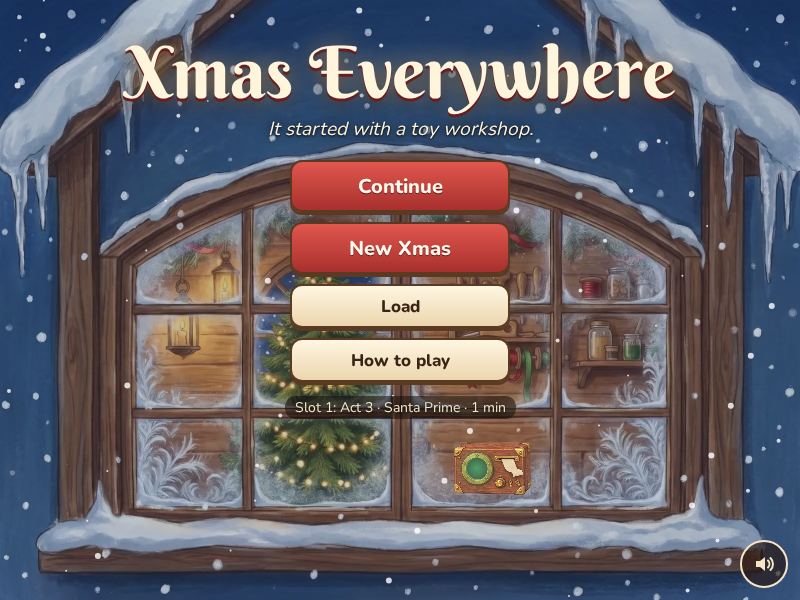 Xmas Everywhere
It started with a toy workshop.
Continue
New Xmas
Load
How to play
Slot 1: Act 3 · Santa Prime · 1 min